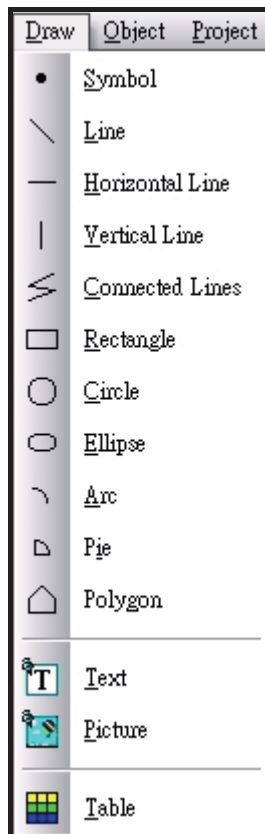 Draw Object Project
Symbol
Line
Horizontal Line
Vertical Line
Connected Lines
Rectangle
Circle
Ellipse
Arc
Pie
Polygon
T Text
Picture
Table